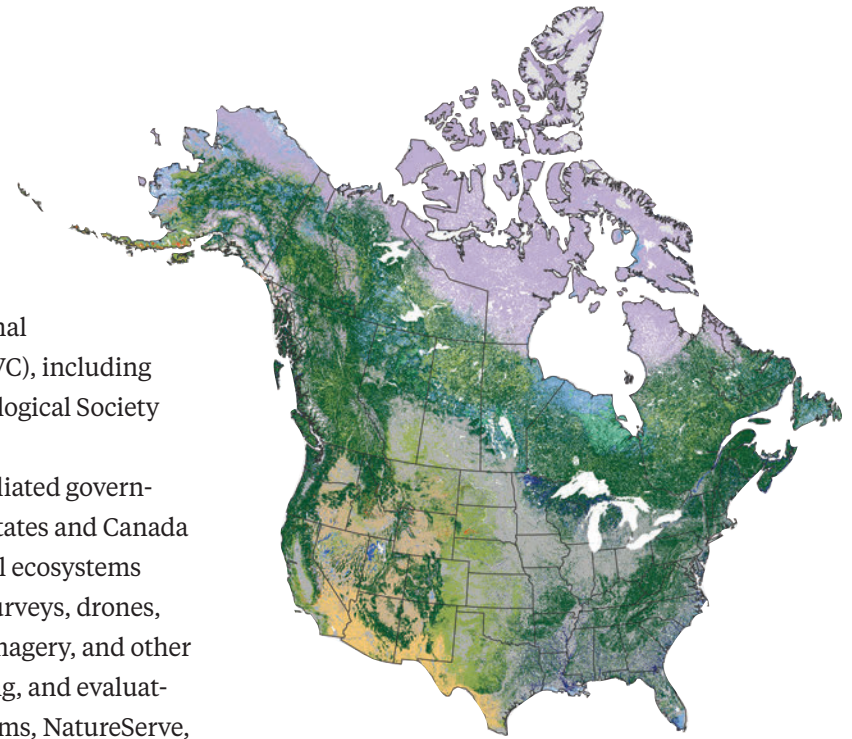 nal
VC), including
logical Society
liated govern-
tates and Canada
l ecosystems
urveys, drones,
magery, and other
g, and evaluat-
ms, NatureServe,